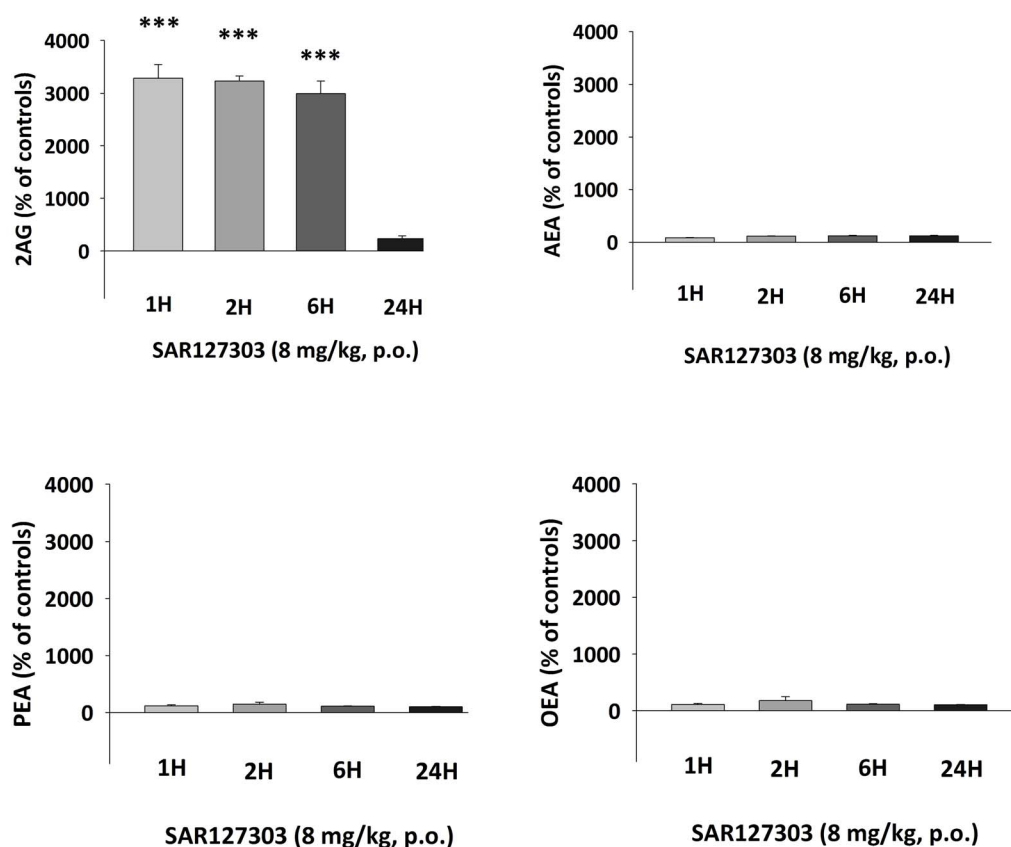 ***
***
***
4000
3000
2000
1000
0
2AG (% of controls)
1H 2H 6H 24H
SAR127303 (8 mg/kg, p.o.)
4000
3000
2000
1000
0
AEA (% of controls)
1H 2H 6H 24H
SAR127303 (8 mg/kg, p.o.)
4000
3000
2000
1000
0
PEA (% of controls)
1H 2H 6H 24H
SAR127303 (8 mg/kg, p.o.)
4000
3000
2000
1000
0
OEA (% of controls)
1H 2H 6H 24H
SAR127303 (8 mg/kg, p.o.)